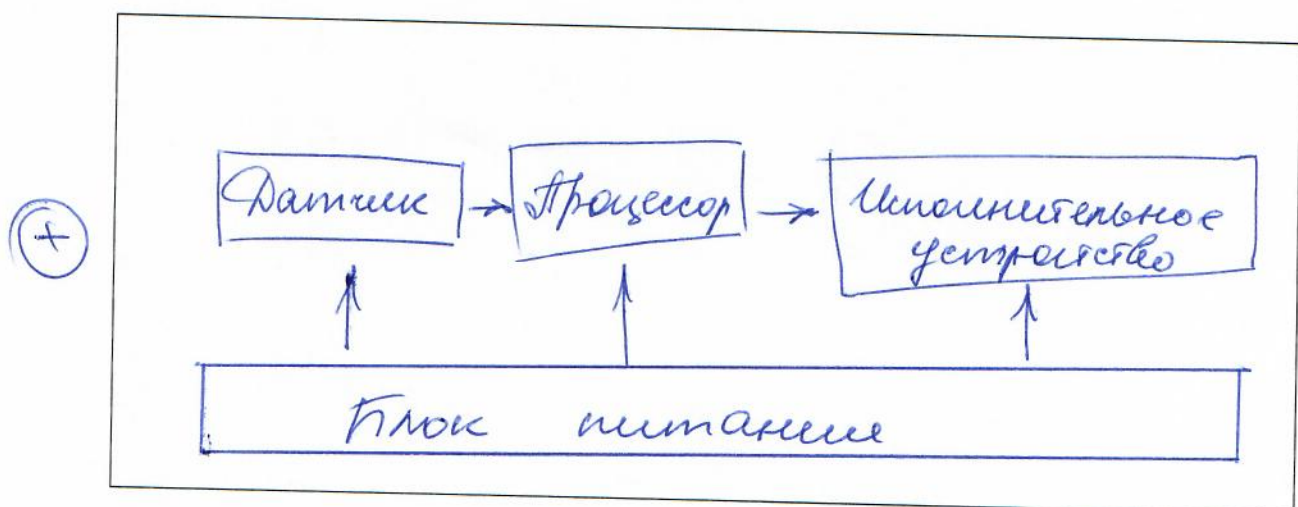 Датчик
Процессор
Исполнительное
устройство
Блок питания
+